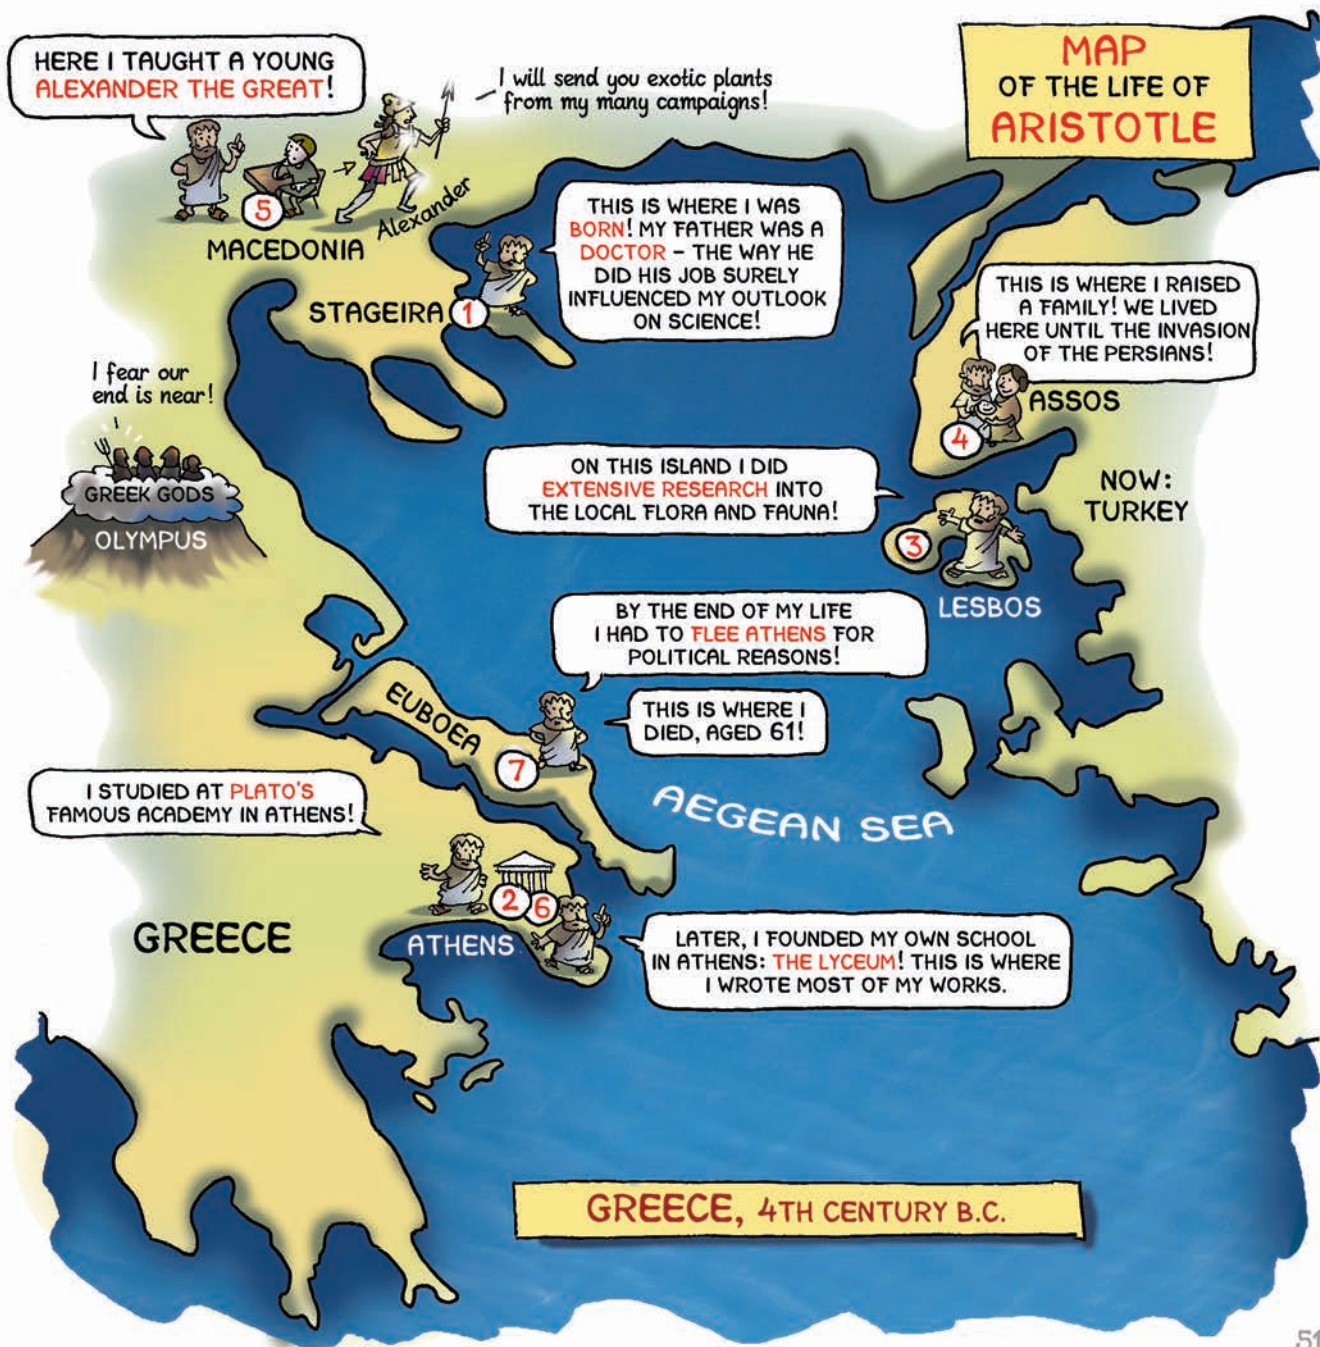 MAP
OF THE LIFE OF
ARISTOTLE
HERE I TAUGHT A YOUNG
ALEXANDER THE GREAT!
I will send you exotic plants
from my many campaigns!
5
Alexander
MACEDONIA
THIS IS WHERE I WAS
BORN! MY FATHER WAS A
DOCTOR – THE WAY HE
DID HIS JOB SURELY
INFLUENCED MY OUTLOOK
ON SCIENCE!
STAGEIRA
1
THIS IS WHERE I RAISED
A FAMILY! WE LIVED
HERE UNTIL THE INVASION
OF THE PERSIANS!
ASSOS
4
I fear our
end is near!
GREEK GODS
OLYMPUS
ON THIS ISLAND I DID
EXTENSIVE RESEARCH INTO
THE LOCAL FLORA AND FAUNA!
NOW:
TURKEY
3
LESBOS
BY THE END OF MY LIFE
I HAD TO FLEE ATHENS FOR
POLITICAL REASONS!
THIS IS WHERE I
DIED, AGED 61!
EUBOEA
7
AEGEAN SEA
I STUDIED AT PLATO'S
FAMOUS ACADEMY IN ATHENS!
2
6
GREECE
ATHENS
LATER, I FOUNDED MY OWN SCHOOL
IN ATHENS: THE LYCEUM! THIS IS WHERE
I WROTE MOST OF MY WORKS.
GREECE, 4TH CENTURY B.C.
51